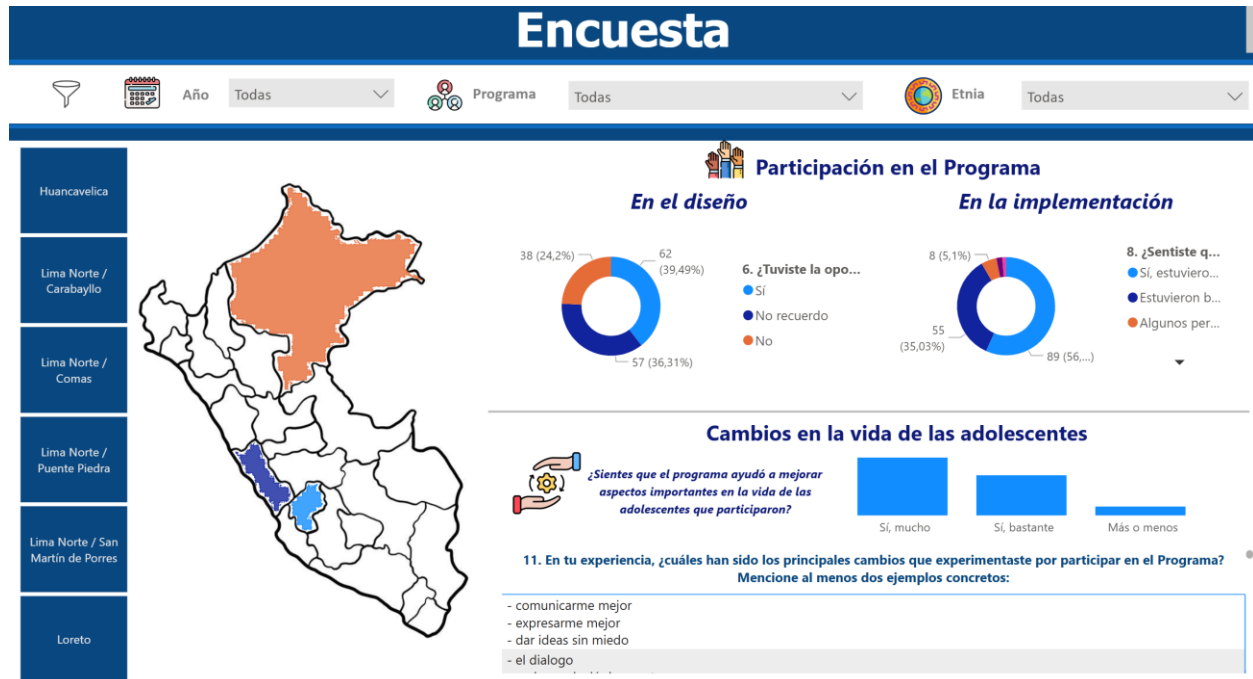 Encuesta
Año
Todas
Programa
Todas
Etnia
Todas
Huancavelica
Lima Norte /
Carabayllo
Lima Norte /
Comas
Lima Norte /
Puente Piedra
Lima Norte / San
Martín de Porres
Loreto
Participación en el Programa
En el diseño
38 (24,2%)
62
(39,49%)
57 (36,31%)
6. ¿Tuviste la opo...
Sí
No recuerdo
No
En la implementación
8 (5,1%)
55
(35,03%)
89 (56,...)
8. ¿Sentiste q...
Sí, estuviero...
Estuvieron b...
Algunos per...
Cambios en la vida de las adolescentes
¿Sientes que el programa ayudó a mejorar
aspectos importantes en la vida de las
adolescentes que participaron?
Sí, mucho
Sí, bastante
Más o menos
11. En tu experiencia, ¿cuáles han sido los principales cambios que experimentaste por participar en el Programa?
Mencione al menos dos ejemplos concretos:
- comunicarme mejor
- expresarme mejor
- dar ideas sin miedo
- el dialogo